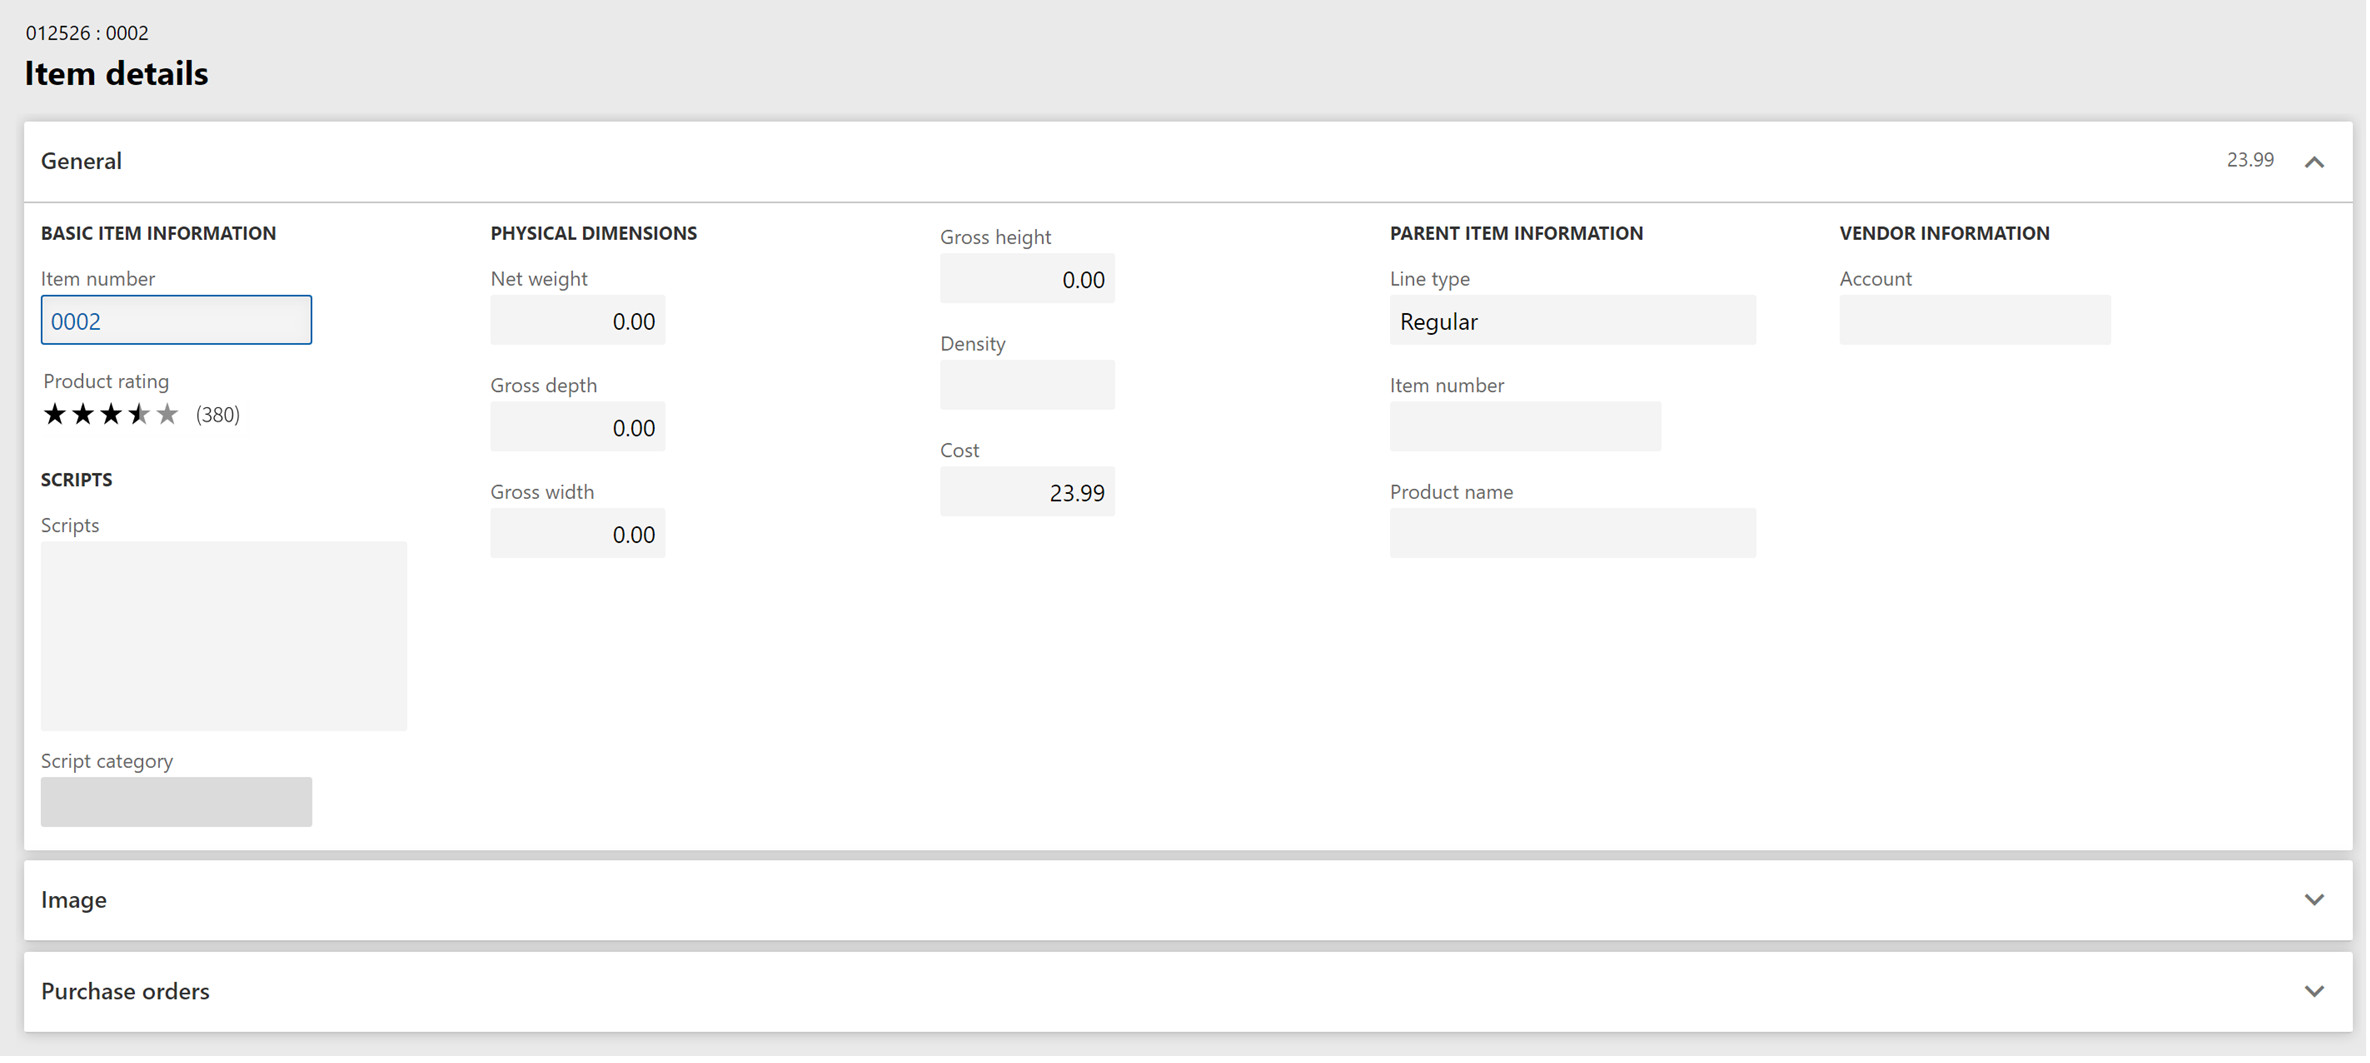 012526 : 0002
Item details
General
23.99
BASIC ITEM INFORMATION
Item number
0002
Product rating
(380)
SCRIPTS
Scripts
Script category
PHYSICAL DIMENSIONS
Net weight
0.00
Gross depth
0.00
Gross width
0.00
Gross height
0.00
Density
Cost
23.99
PARENT ITEM INFORMATION
Line type
Regular
Item number
Product name
VENDOR INFORMATION
Account
Image
Purchase orders